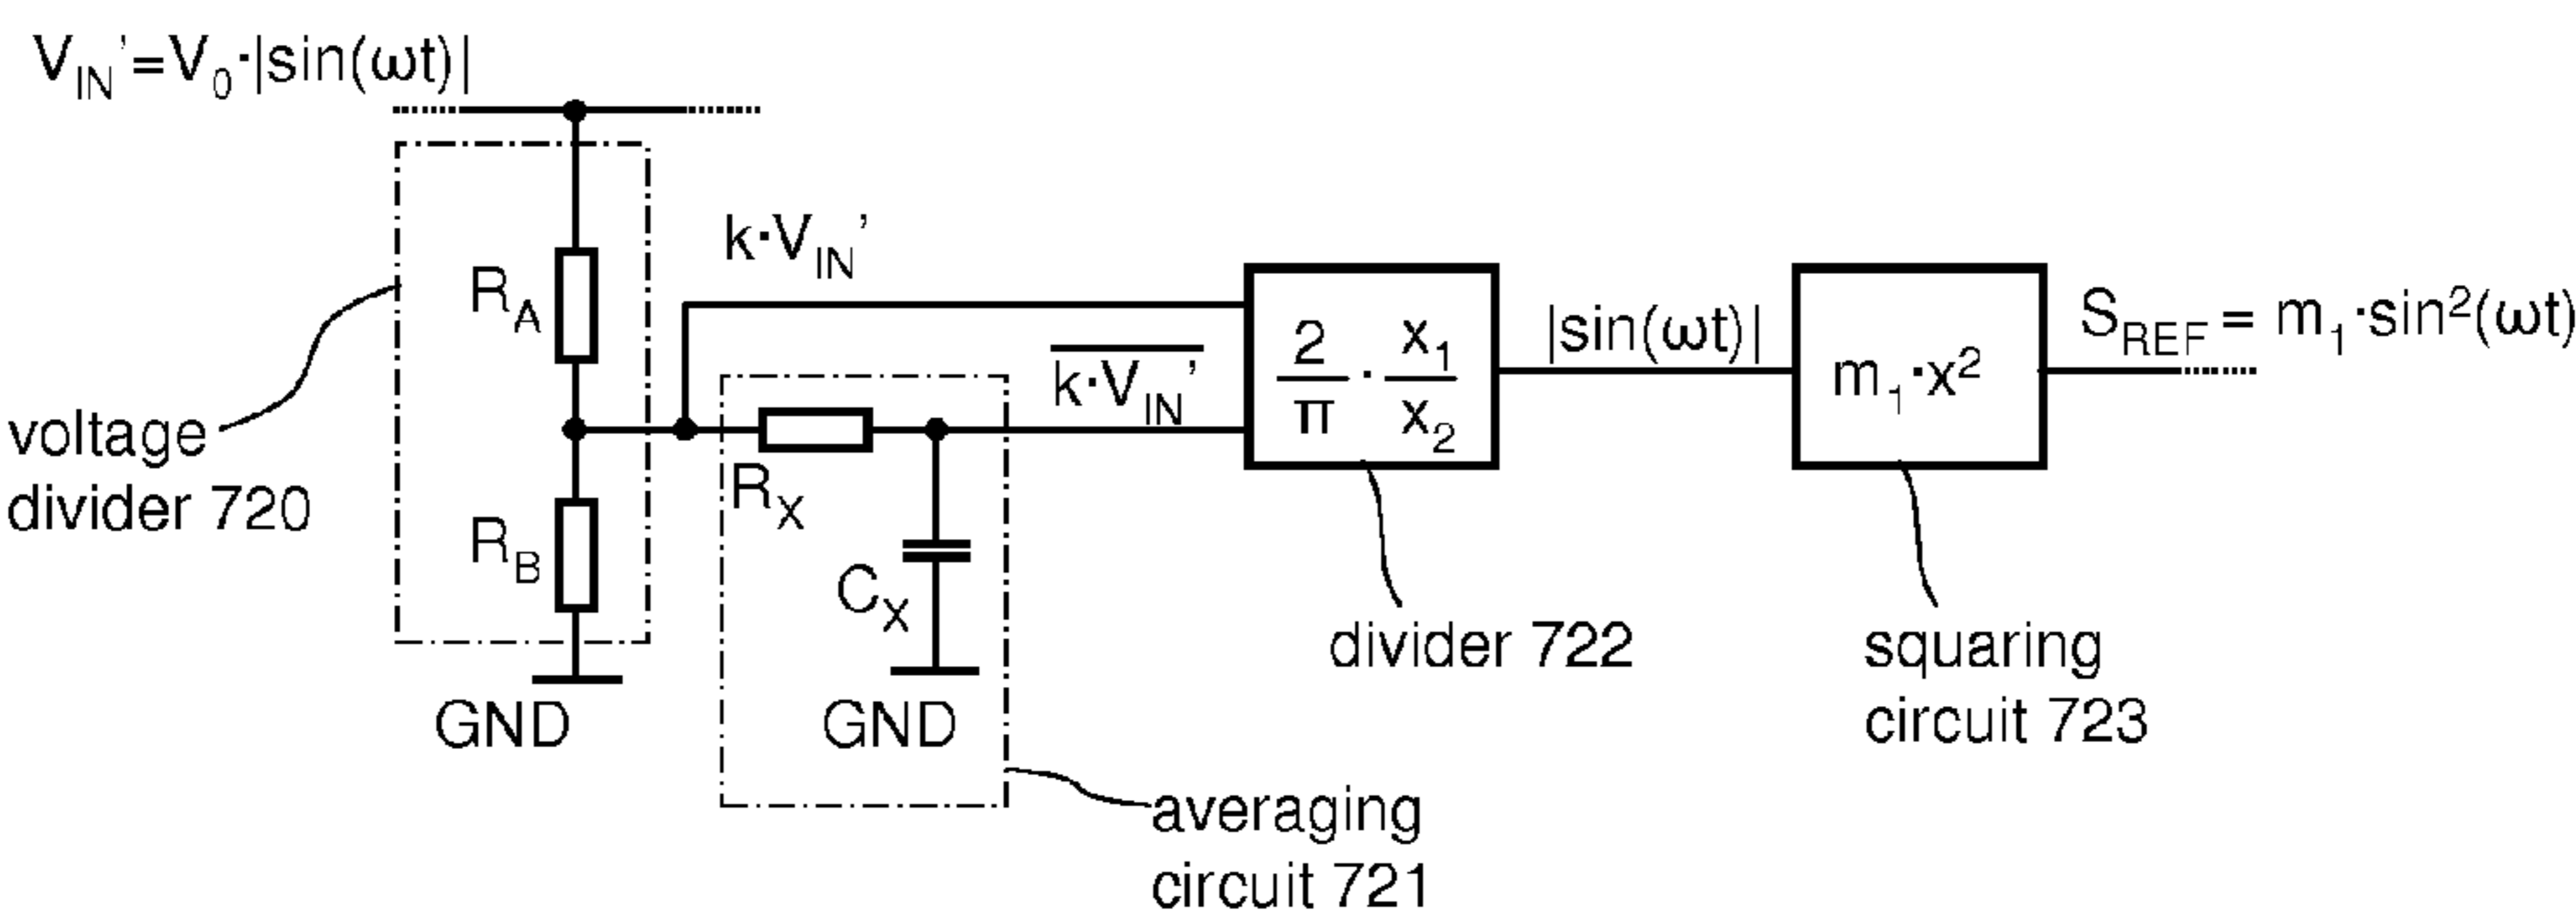 V_IN'=V_0·|sin(ωt)|
k·V_IN'
R_A
2/π · x_1/x_2
|sin(ωt)|
m_1·x²
S_REF = m_1·sin²(ωt)
k·V_IN'
voltage
divider 720
R_X
R_B
C_X
GND
GND
divider 722
squaring
circuit 723
averaging
circuit 721